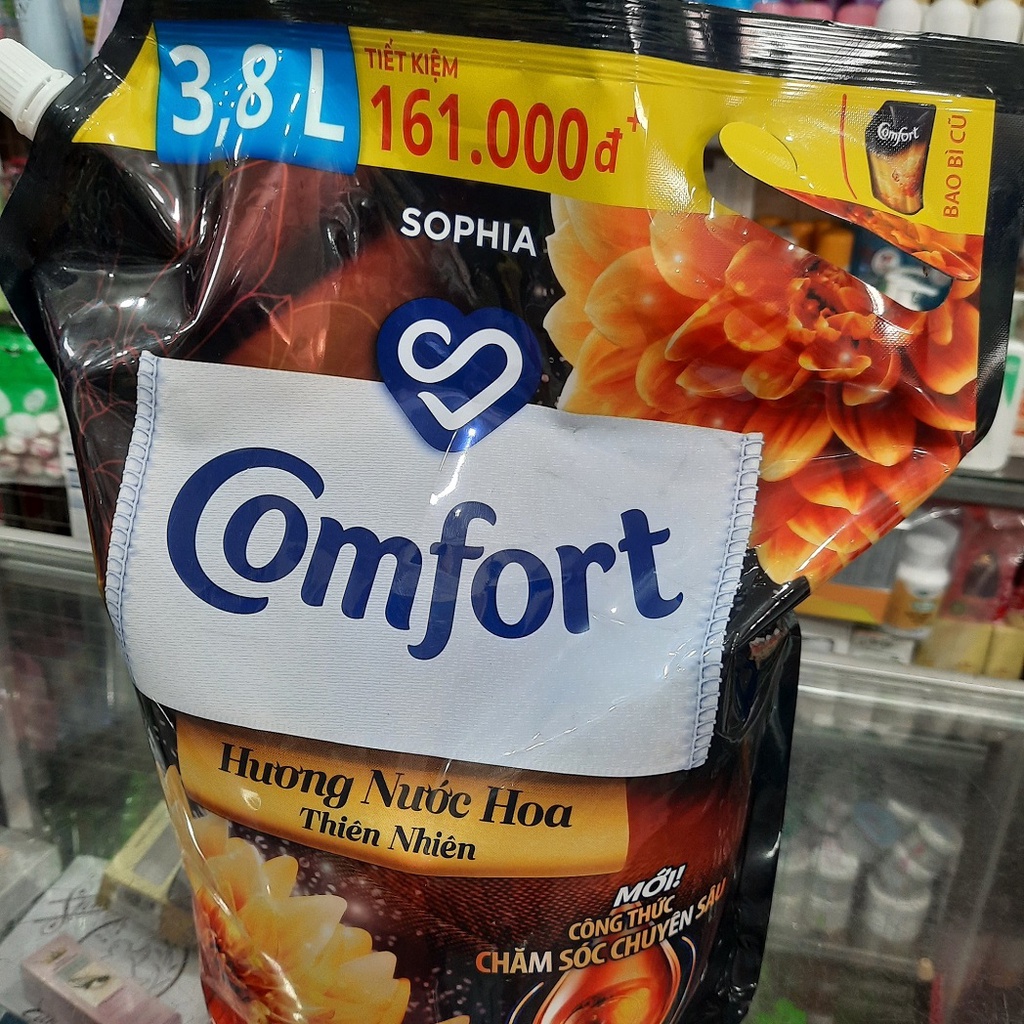 3,8 L
TIẾT KIỆM
161.000đ+
Comfort
BAO BÌ CŨ
SOPHIA
Comfort
Hương Nước Hoa
Thiên Nhiên
MỚI!
CÔNG THỨC
CHĂM SÓC CHUYÊN SÂU